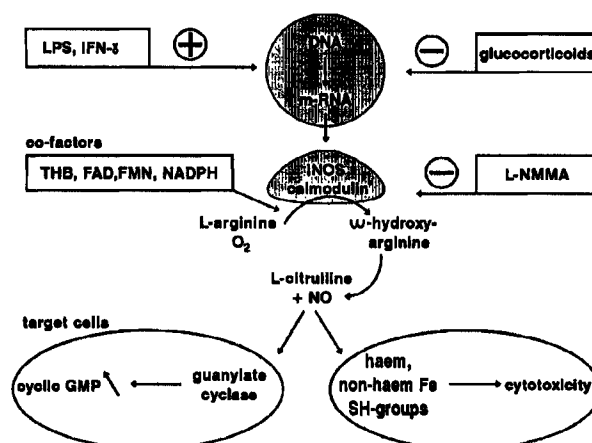 LPS, IFN-ɣ
+
DNA
−
glucocorticoids
m-RNA
co-factors
THB, FAD,FMN, NADPH
iNOS
calmodulin
−
L-NMMA
L-arginine
O2
ω-hydroxy-
arginine
L-citrulline
+ NO
target cells
cyclic GMP
guanylate
cyclase
haem,
non-haem Fe
SH-groups
cytotoxicity